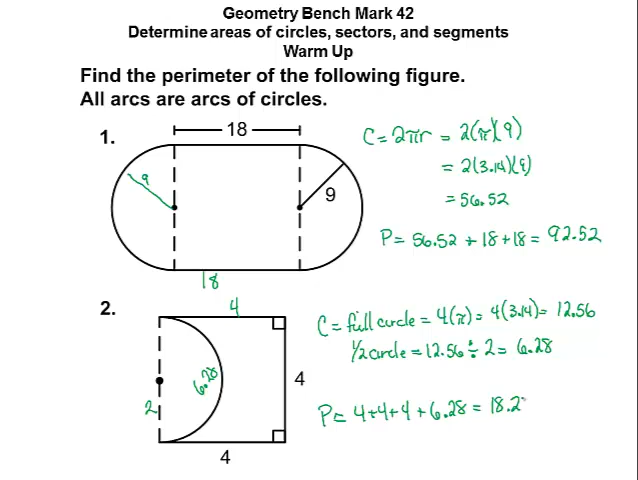 Geometry Bench Mark 42
Determine areas of circles, sectors, and segments
Warm Up
Find the perimeter of the following figure.
All arcs are arcs of circles.
1.
18
9
9
18
C = 2πr = 2(π)(9)
= 2(3.14)(9)
= 56.52
P = 56.52 + 18 + 18 = 92.52
2.
4
6.28
2
4
4
C = full circle = 4(π) = 4(3.14) = 12.56
1/2 circle = 12.56 ÷ 2 = 6.28
P = 4+4+4+6.28 = 18.2